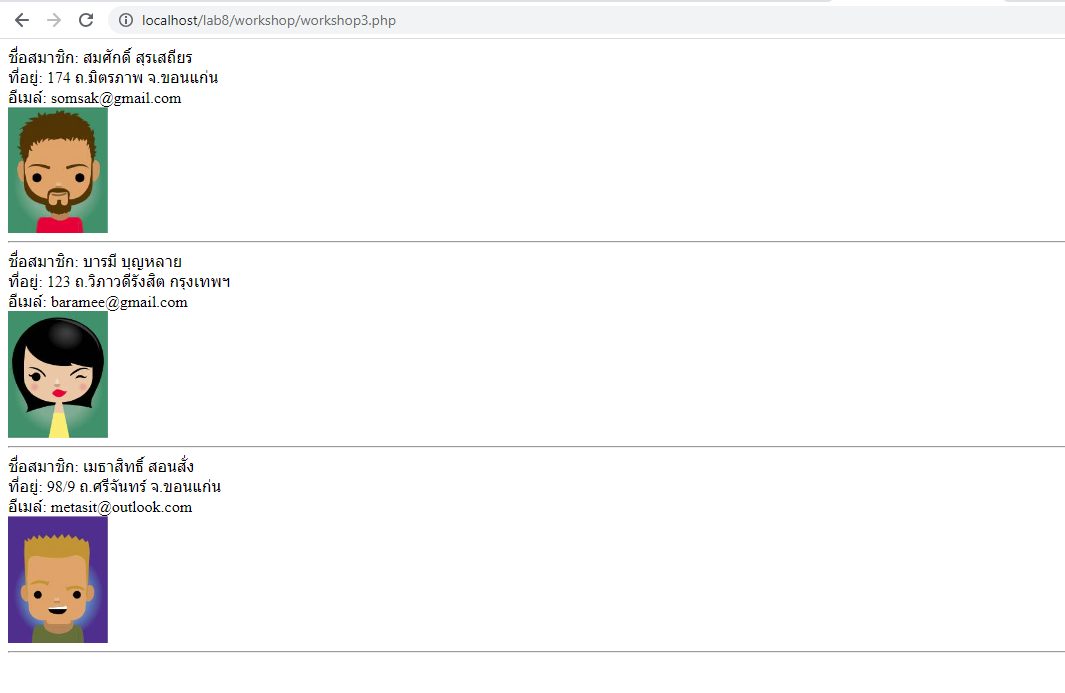 localhost/lab8/workshop/workshop3.php
ชื่อสมาชิก: สมศักดิ์ สุรเสถียร
ที่อยู่: 174 ถ.มิตรภาพ จ.ขอนแก่น
อีเมล์: somsak@gmail.com
ชื่อสมาชิก: บารมี บุญหลาย
ที่อยู่: 123 ถ.วิภาวดีรังสิต กรุงเทพฯ
อีเมล์: baramee@gmail.com
ชื่อสมาชิก: เมธาสิทธิ์ สอนสั่ง
ที่อยู่: 98/9 ถ.ศรีจันทร์ จ.ขอนแก่น
อีเมล์: metasit@outlook.com